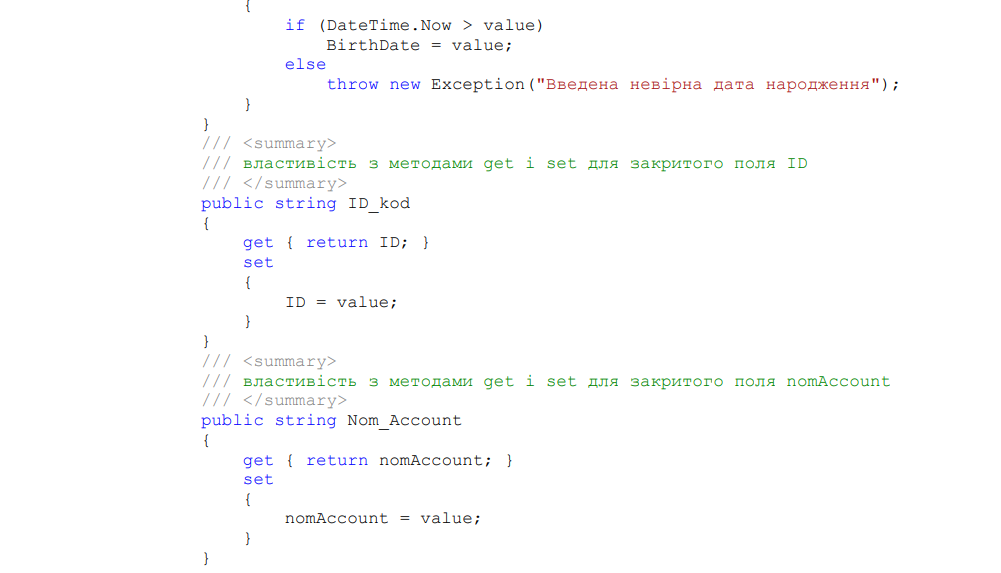 {
if (DateTime.Now > value)
BirthDate = value;
else
throw new Exception("Введена невірна дата народження");
}
}
/// <summary>
/// властивість з методами get і set для закритого поля ID
/// </summary>
public string ID_kod
{
get { return ID; }
set
{
ID = value;
}
}
/// <summary>
/// властивість з методами get і set для закритого поля nomAccount
/// </summary>
public string Nom_Account
{
get { return nomAccount; }
set
{
nomAccount = value;
}
}